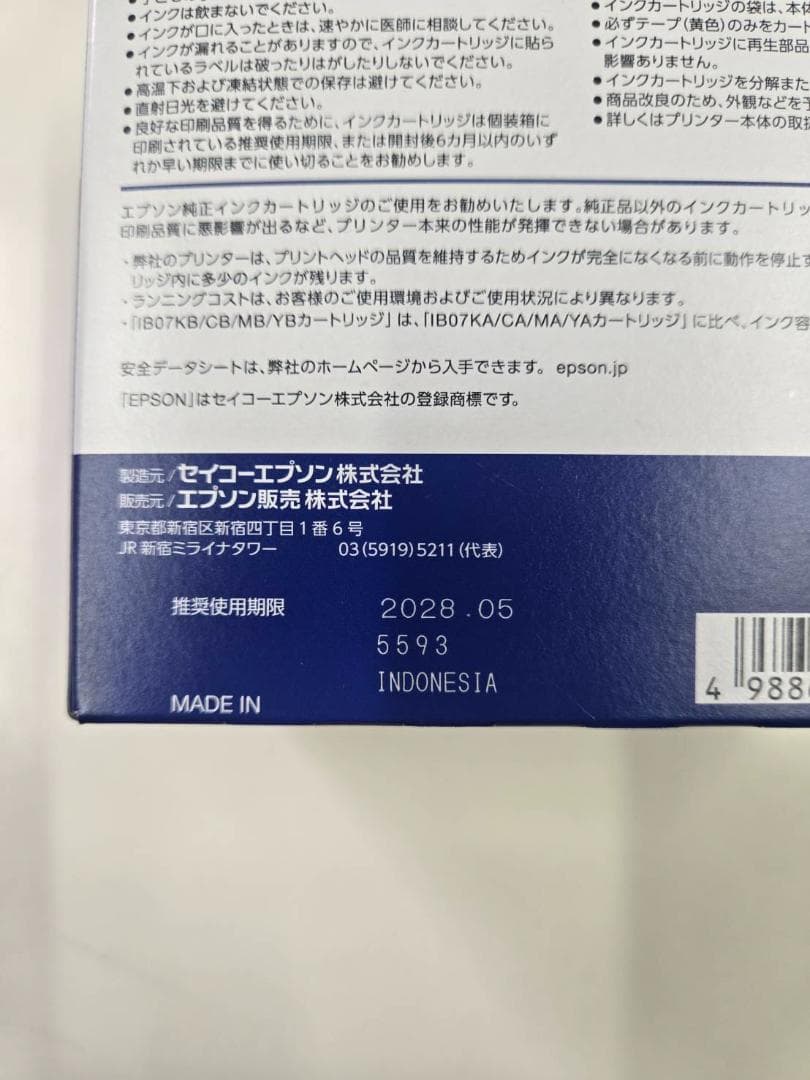 ●インクは飲まないでください。
●インクが口に入ったときは、速やかに医師に相談してください。
●インクが漏れることがありますので、インクカートリッジに貼ら
れているラベルは破ったりはがしたりしないでください。
●高温下および凍結状態での保存は避けてください。
●直射日光を避けてください。
●良好な印刷品質を得るために、インクカートリッジは個装箱に
印刷されている推奨使用期限、または開封後6カ月以内のいず
れか早い期限までに使い切ることをお勧めします。
●インクカートリッジの袋は、本体
●必ずテープ(黄色)のみをカート
●インクカートリッジに再生部品
影響ありません。
●インクカートリッジを分解また
●商品改良のため、外観などを予
●詳しくはプリンター本体の取扱
エプソン純正インクカートリッジのご使用をお勧めいたします。純正品以外のインクカートリッ
印刷品質に悪影響が出るなど、プリンター本来の性能が発揮できない場合があります。
・弊社のプリンターは、プリントヘッドの品質を維持するためインクが完全になくなる前に動作を停止す
リッジ内に多少のインクが残ります。
・ランニングコストは、お客様のご使用環境およびご使用状況により異なります。
・「IB07KB/CB/MB/YBカートリッジ」は、「IB07KA/CA/MA/YAカートリッジ」に比べ、インク容
安全データシートは、弊社のホームページから入手できます。 epson.jp
「EPSON」はセイコーエプソン株式会社の登録商標です。
製造元/セイコーエプソン株式会社
販売元/エプソン販売株式会社
東京都新宿区新宿四丁目1番6号
JR新宿ミライナタワー 03(5919)5211(代表)
推奨使用期限 2028.05
5593
INDONESIA
MADE IN
4 988